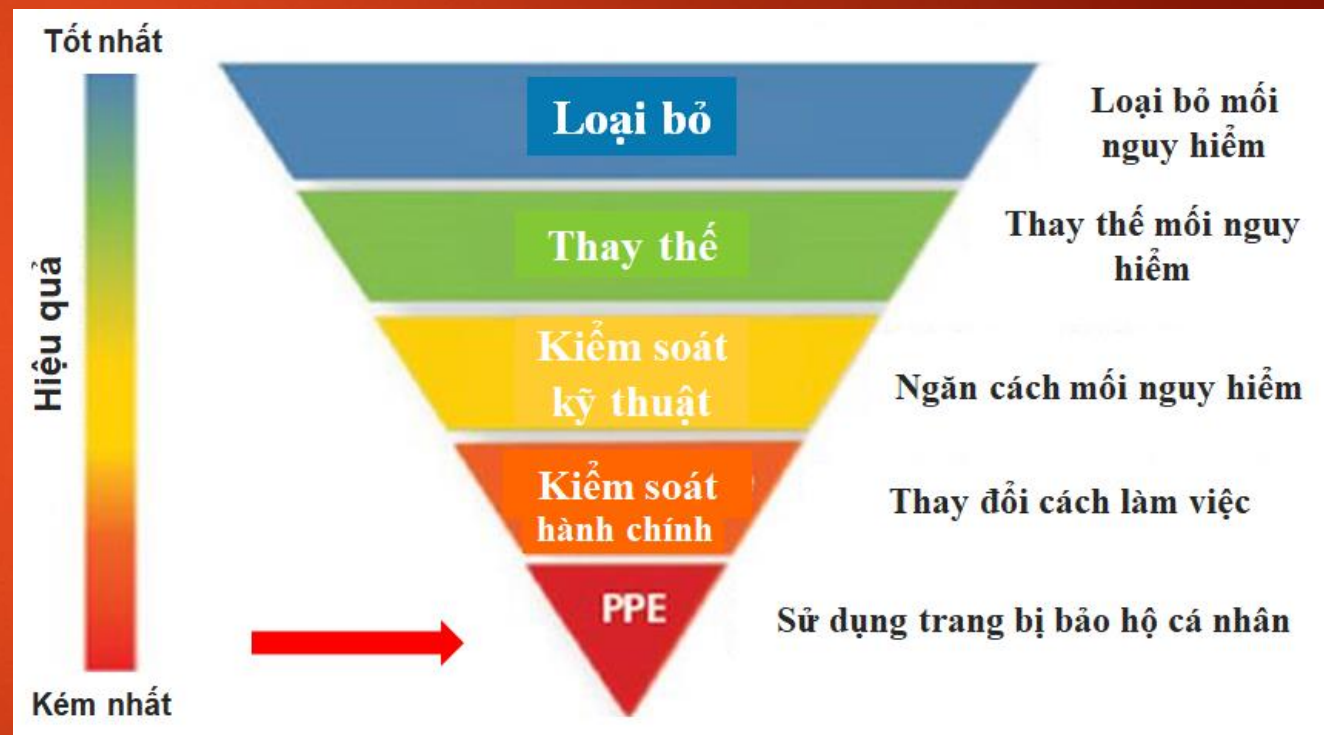 Tốt nhất
Hiệu quả
Kém nhất
Loại bỏ
Loại bỏ mối
nguy hiểm
Thay thế
Thay thế mối nguy
hiểm
Kiểm soát
kỹ thuật
Ngăn cách mối nguy hiểm
Kiểm soát
hành chính
Thay đổi cách làm việc
PPE
Sử dụng trang bị bảo hộ cá nhân